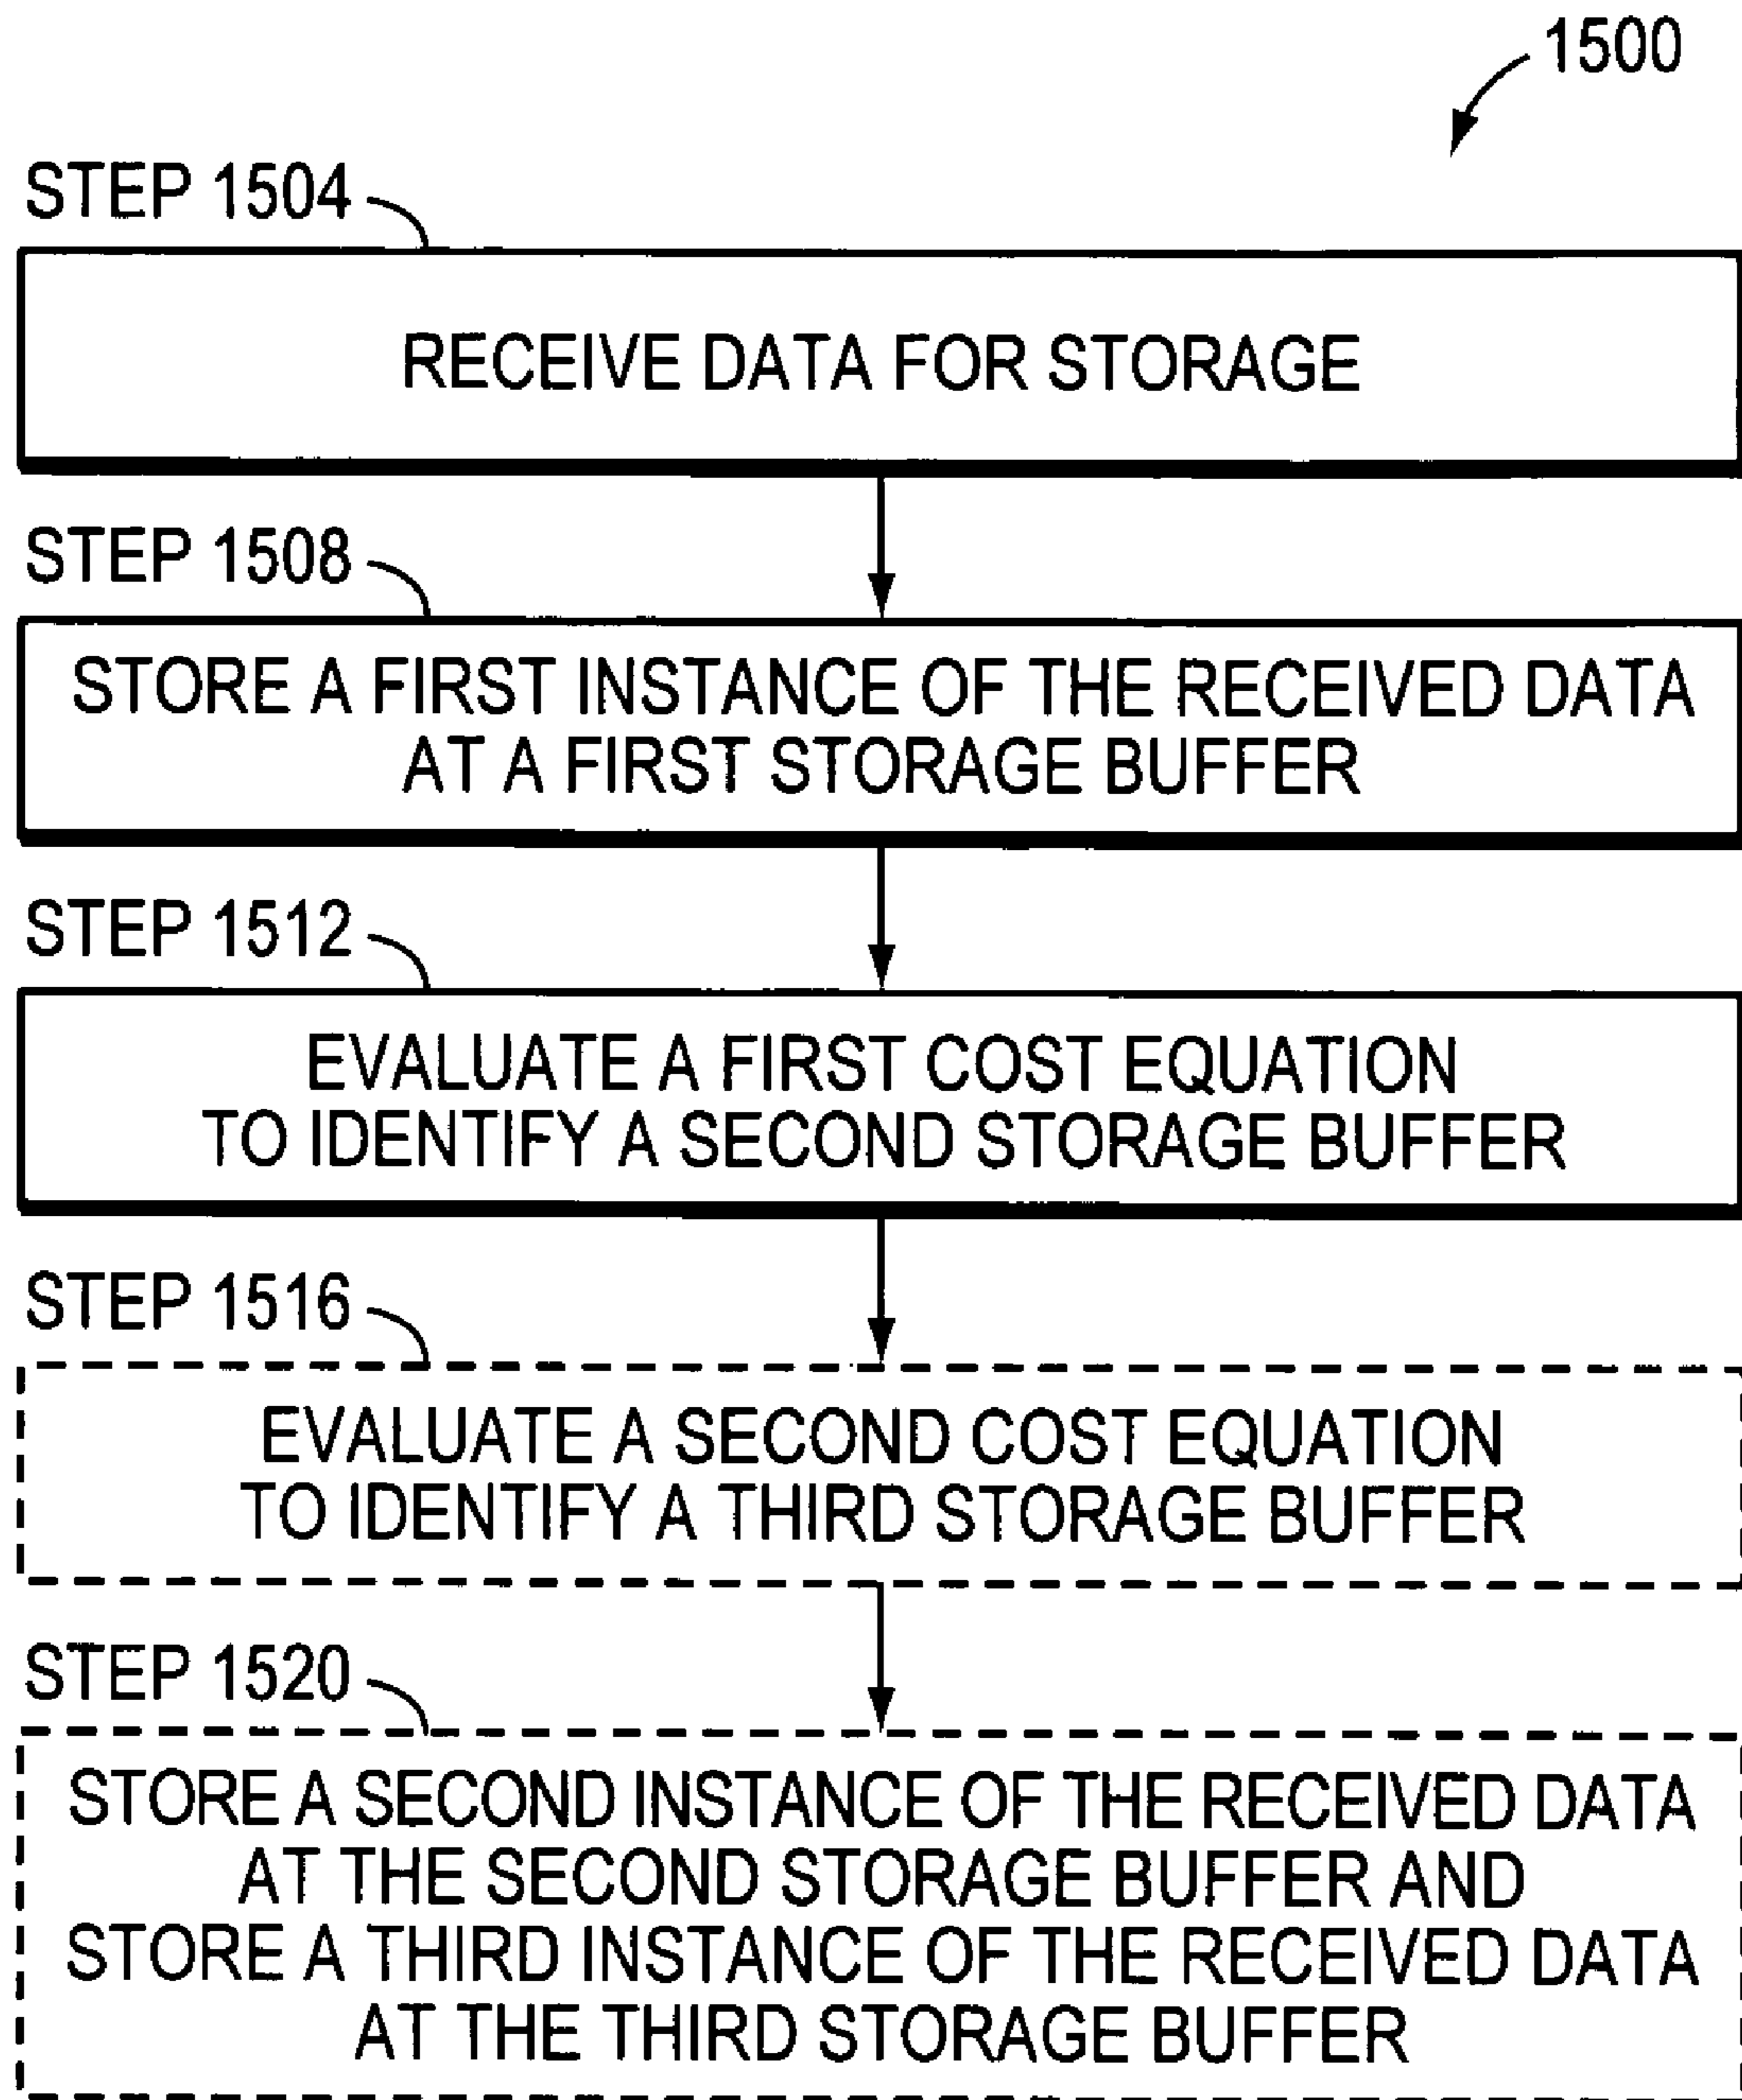 1500
STEP 1504
RECEIVE DATA FOR STORAGE
STEP 1508
STORE A FIRST INSTANCE OF THE RECEIVED DATA
AT A FIRST STORAGE BUFFER
STEP 1512
EVALUATE A FIRST COST EQUATION
TO IDENTIFY A SECOND STORAGE BUFFER
STEP 1516
EVALUATE A SECOND COST EQUATION
TO IDENTIFY A THIRD STORAGE BUFFER
STEP 1520
STORE A SECOND INSTANCE OF THE RECEIVED DATA
AT THE SECOND STORAGE BUFFER AND
STORE A THIRD INSTANCE OF THE RECEIVED DATA
AT THE THIRD STORAGE BUFFER